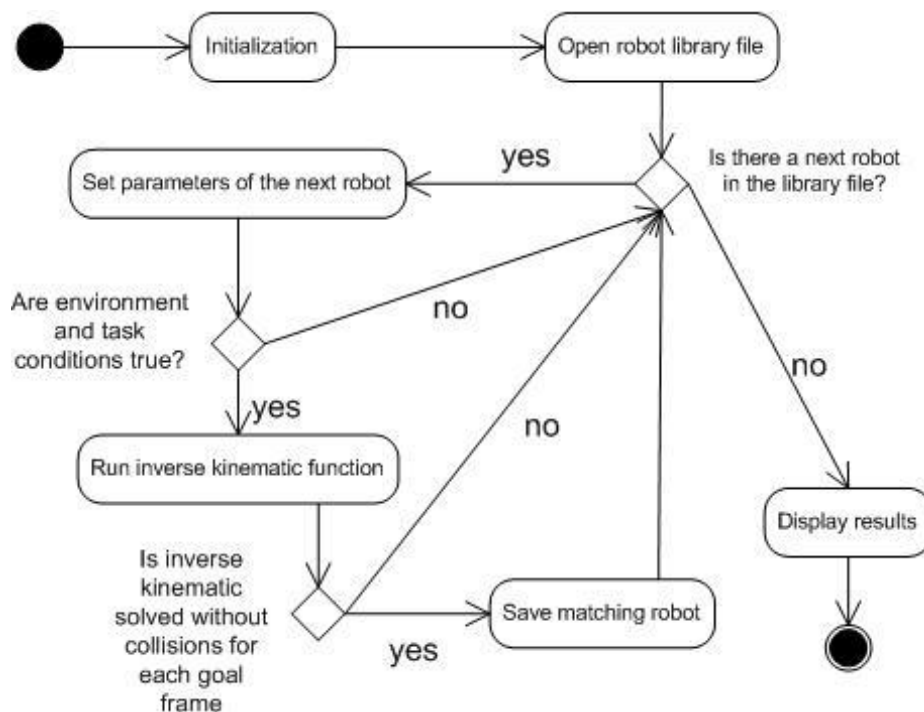 Initialization
Open robot library file
yes
Is there a next robot
in the library file?
Set parameters of the next robot
Are environment
and task
conditions true?
no
no
yes
no
Run inverse kinematic function
Display results
Is inverse
kinematic
solved without
collisions for
each goal
frame
yes
Save matching robot